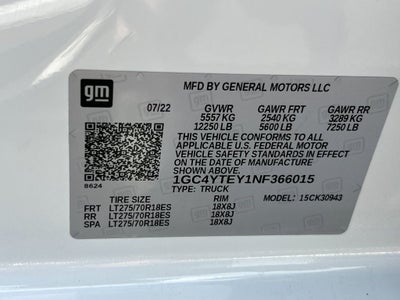 gm
MFD BY GENERAL MOTORS LLC
07/22 GVWR GAWR FRT GAWR RR
5557 KG 2540 KG 3289 KG
12250 LB 5600 LB 7250 LB
THIS VEHICLE CONFORMS TO ALL
APPLICABLE U.S. FEDERAL MOTOR
VEHICLE SAFETY STANDARDS IN EFFECT ON
THE DATE OF MANUFACTURE
SHOWN ABOVE.
8624 1GC4YTEY1NF366015
TYPE: TRUCK
TIRE SIZE RIM MODEL: 15CK30943
FRT LT275/70R18ES 18X8J
RR LT275/70R18ES 18X8J
SPA LT275/70R18ES 18X8J